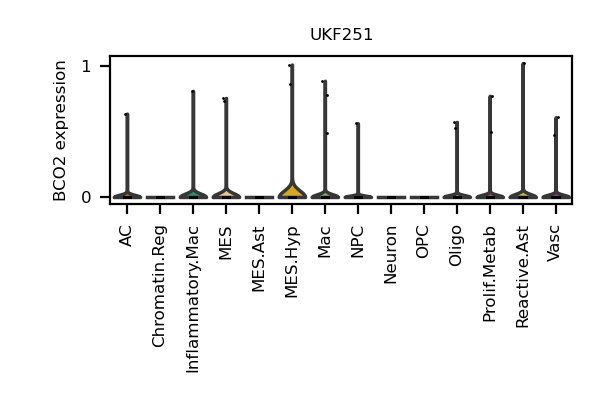 UKF251
BCO2 expression
1
0
AC
Chromatin.Reg
Inflammatory.Mac
MES
MES.Ast
MES.Hyp
Mac
NPC
Neuron
OPC
Oligo
Prolif.Metab
Reactive.Ast
Vasc